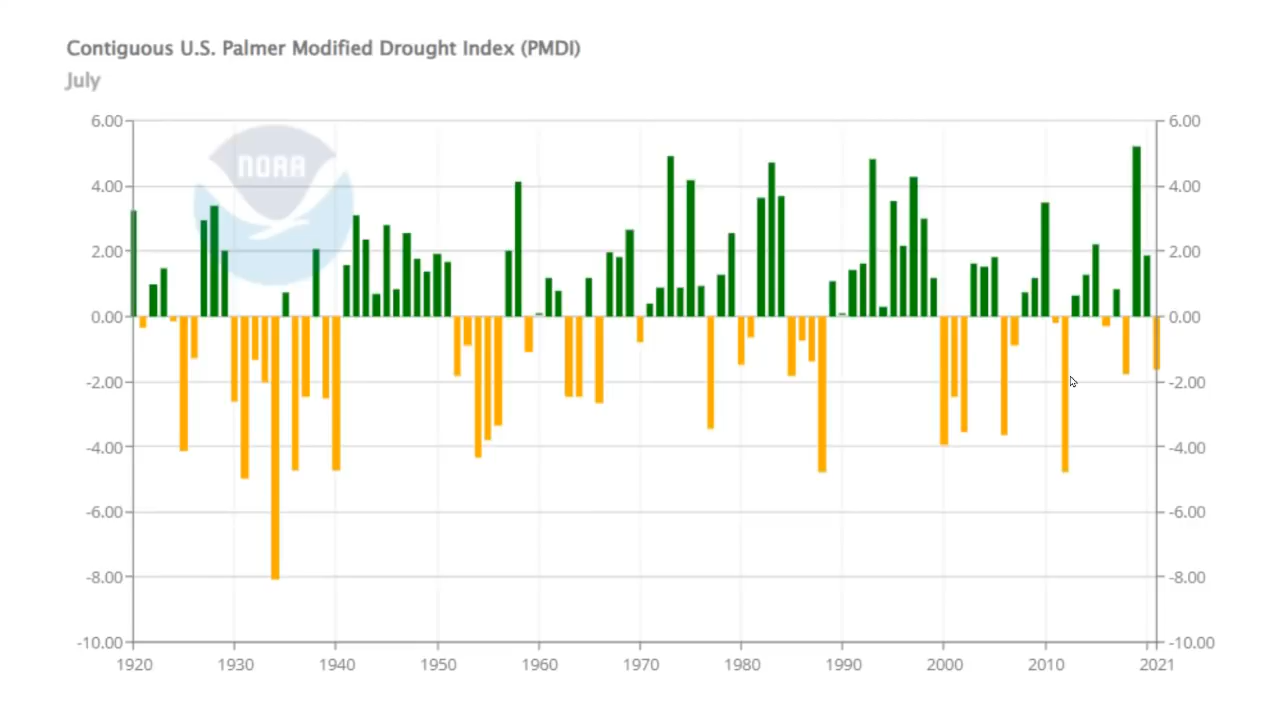 Contiguous U.S. Palmer Modified Drought Index (PMDI)
July
NOAA
6.00 6.00
4.00 4.00
2.00 2.00
0.00 0.00
-2.00 -2.00
-4.00 -4.00
-6.00 -6.00
-8.00 -8.00
-10.00 -10.00
1920 1930 1940 1950 1960 1970 1980 1990 2000 2010 2021